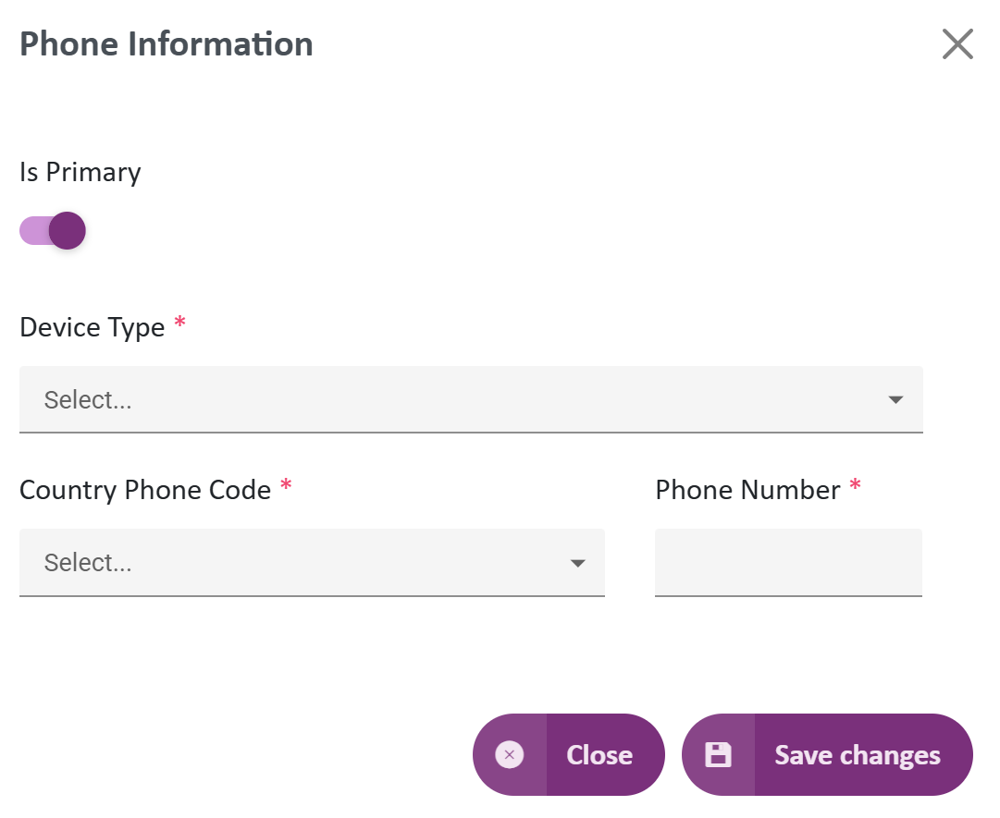 Phone Information
Is Primary
Device Type *
Select...
Country Phone Code *
Phone Number *
Select...
Close
Save changes